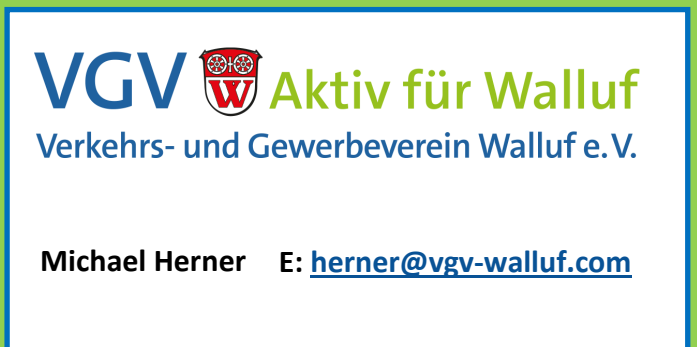 VGV W Aktiv für Walluf
Verkehrs- und Gewerbeverein Walluf e. V.
Michael Herner E: herner@vgv-walluf.com